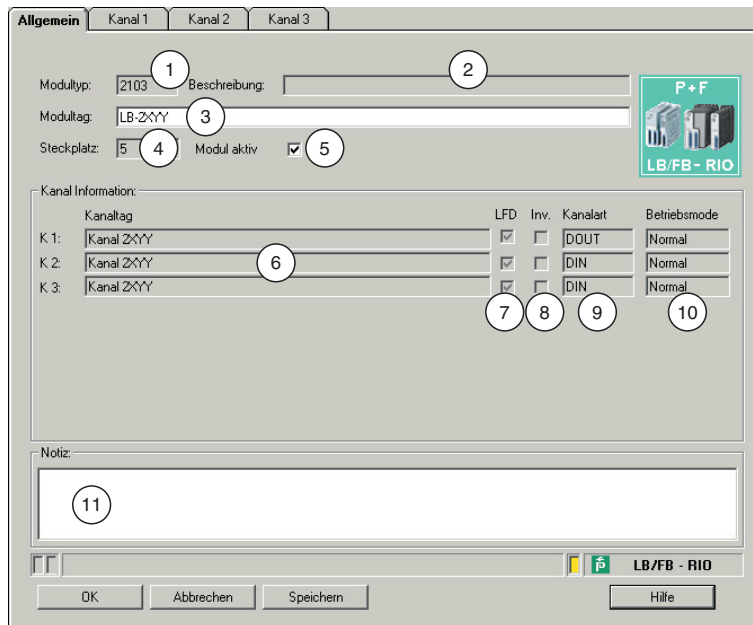 Allgemein Kanal 1 Kanal 2 Kanal 3
1 2
Modultyp: 2103 Beschreibung:
P+F
Modultag: LB-2XYY 3
Steckplatz: 5 4 Modul aktiv 5
LB/FB - RIO
Kanal Information:
Kanaltag LFD Inv. Kanalart Betriebsmode
K 1: Kanal 2XYY DOUT Normal
K 2: Kanal 2XYY 6 DIN Normal
K 3: Kanal 2XYY DIN Normal
7 8 9 10
Notiz:
11
LB/FB - RIO
OK Abbrechen Speichern Hilfe